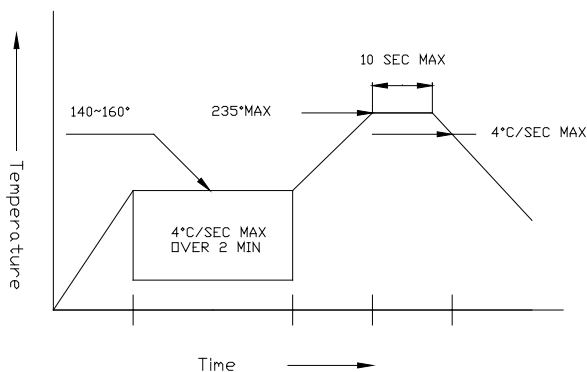 10 SEC MAX
140~160°
235°MAX
4°C/SEC MAX
4°C/SEC MAX
OVER 2 MIN
Temperature
Time